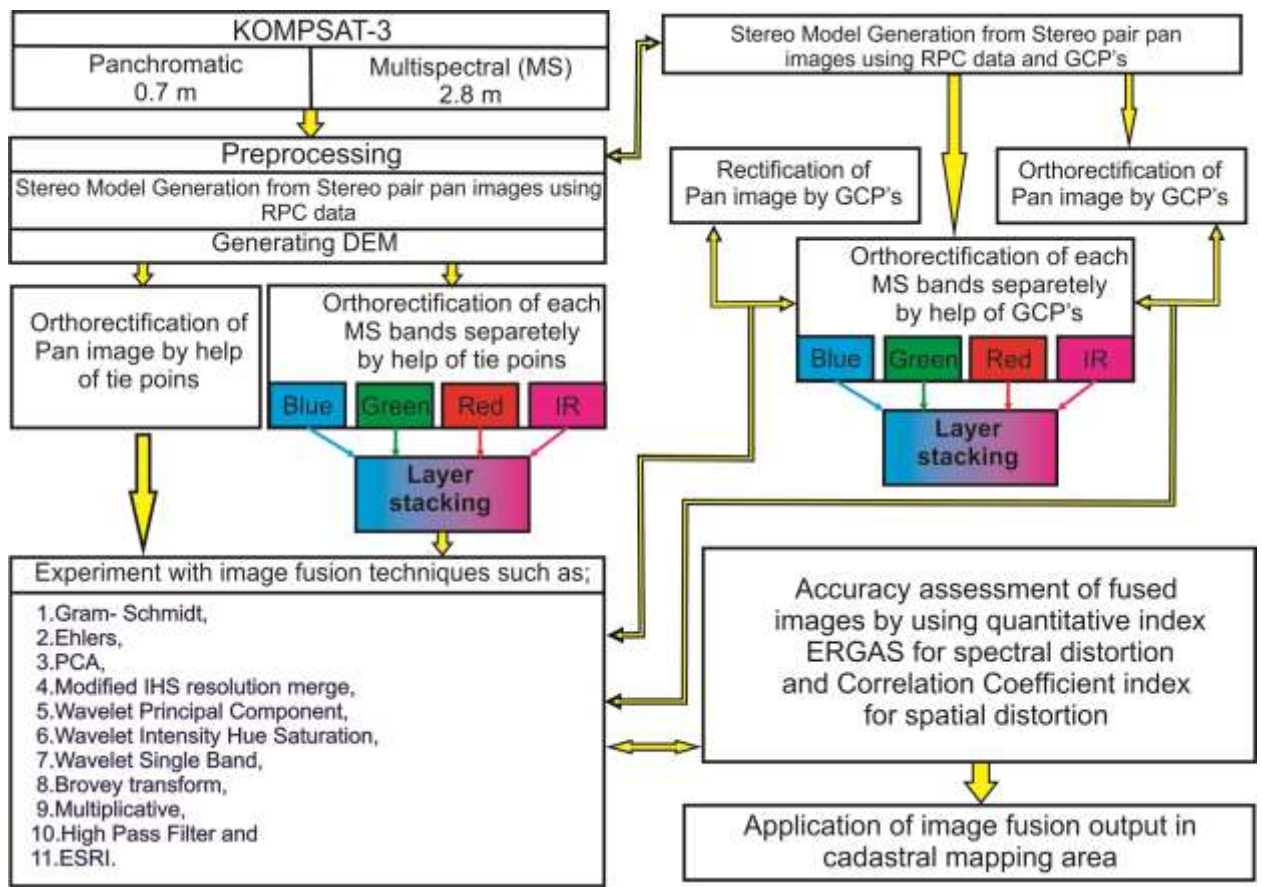 KOMPSAT-3
Panchromatic
0.7 m
Multispectral (MS)
2.8 m
Preprocessing
Stereo Model Generation from Stereo pair pan images using
RPC data
Generating DEM
Orthorectification of
Pan image by help
of tie poins
Orthorectification of each
MS bands separetely
by help of tie poins
Blue
Green
Red
IR
Layer
stacking
Experiment with image fusion techniques such as;
1.Gram- Schmidt,
2.Ehlers,
3.PCA,
4.Modified IHS resolution merge,
5.Wavelet Principal Component,
6.Wavelet Intensity Hue Saturation,
7.Wavelet Single Band,
8.Brovey transform,
9.Multiplicative,
10.High Pass Filter and
11.ESRI.
Stereo Model Generation from Stereo pair pan
images using RPC data and GCP's
Rectification of
Pan image by GCP's
Orthorectification of
Pan image by GCP's
Orthorectification of each
MS bands separetely
by help of GCP's
Blue
Green
Red
IR
Layer
stacking
Accuracy assessment of fused
images by using quantitative index
ERGAS for spectral distortion
and Correlation Coefficient index
for spatial distortion
Application of image fusion output in
cadastral mapping area